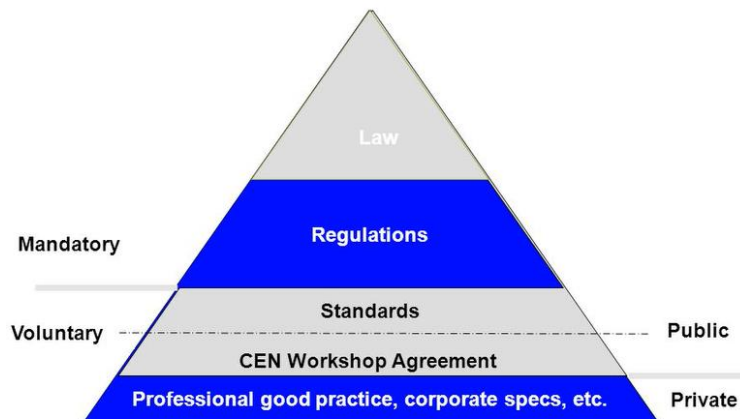 Law
Regulations
Mandatory
Standards
Voluntary
Public
CEN Workshop Agreement
Professional good practice, corporate specs, etc.
Private